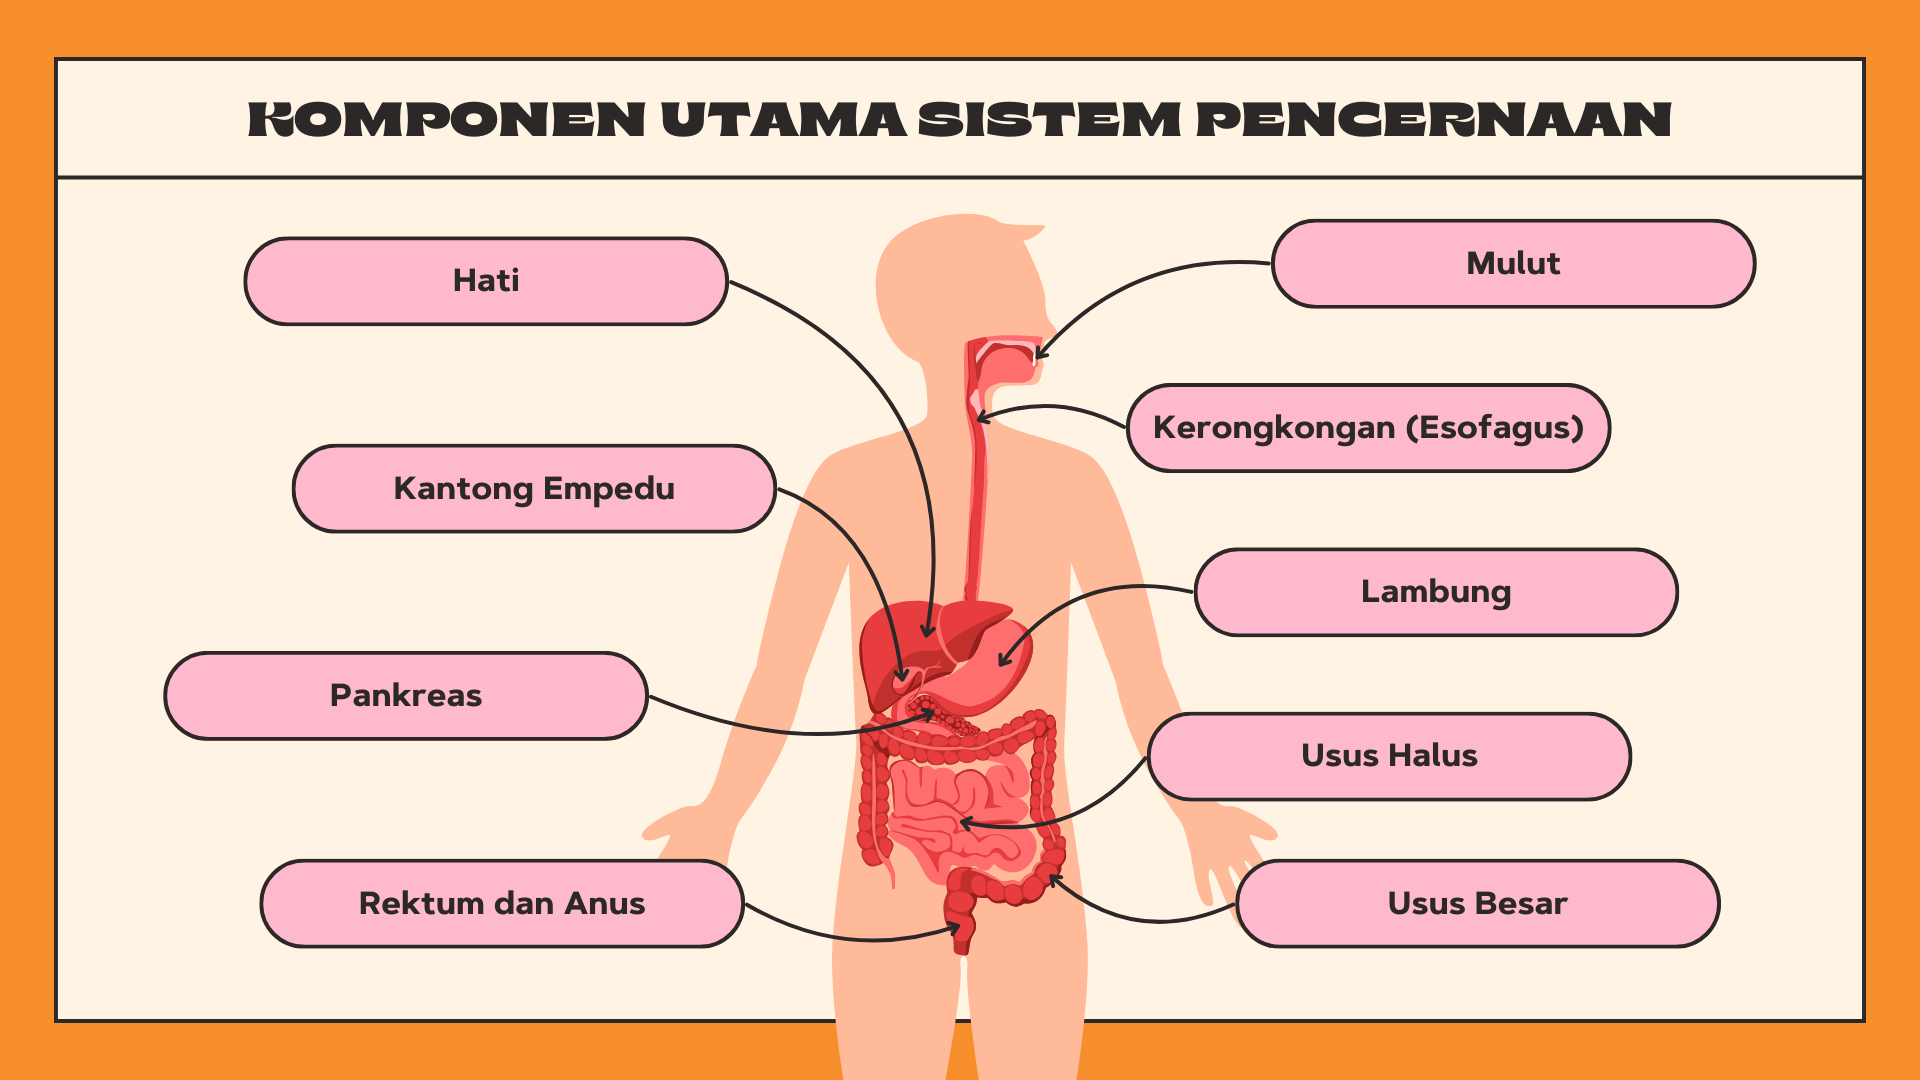 KOMPONEN UTAMA SISTEM PENCERNAAN
Hati
Kantong Empedu
Pankreas
Rektum dan Anus
Mulut
Kerongkongan (Esofagus)
Lambung
Usus Halus
Usus Besar